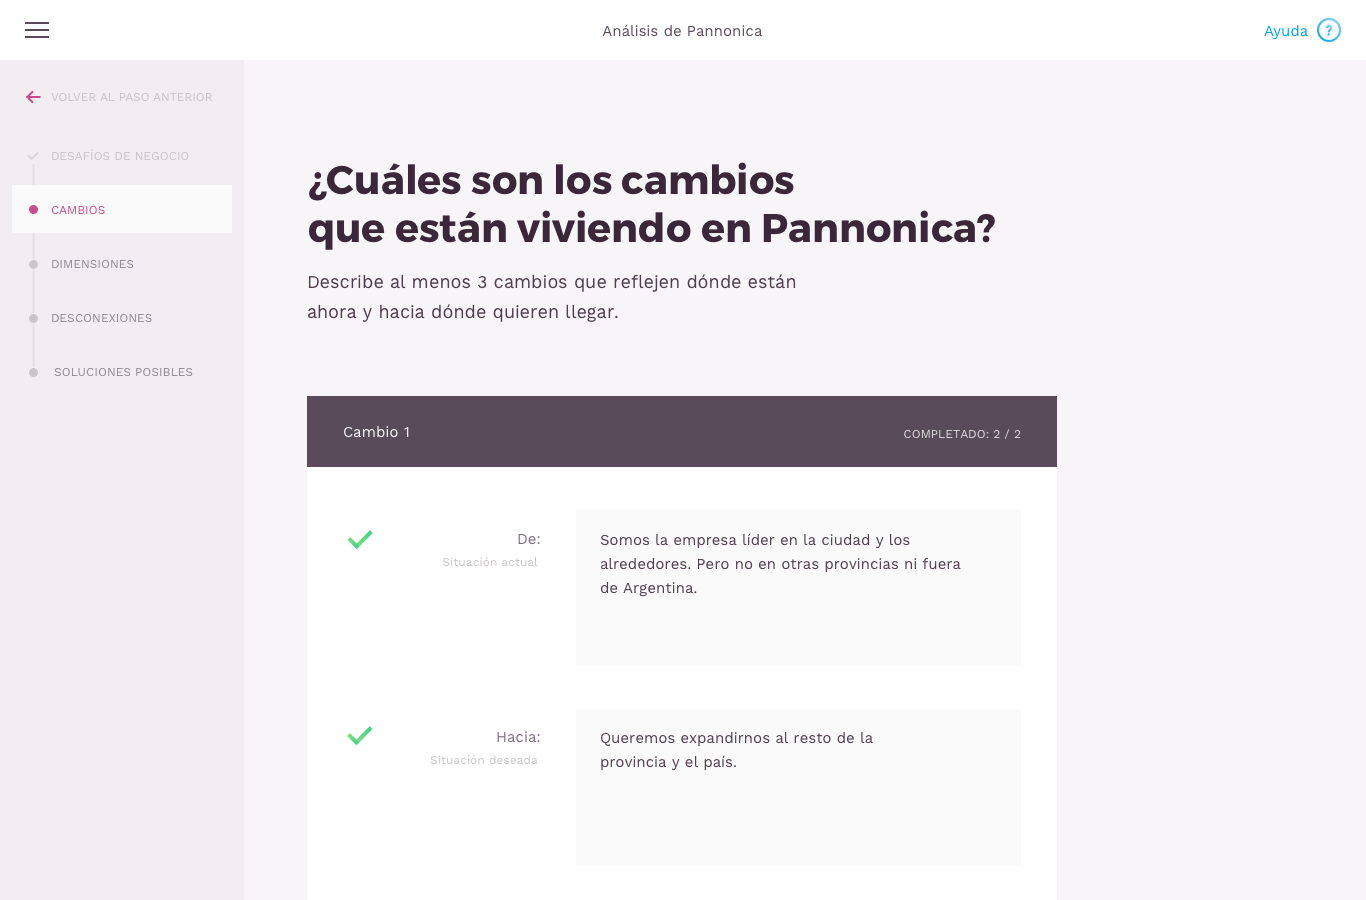 Análisis de Pannonica
Ayuda ?
VOLVER AL PASO ANTERIOR
DESAFÍOS DE NEGOCIO
CAMBIOS
DIMENSIONES
DESCONEXIONES
SOLUCIONES POSIBLES
¿Cuáles son los cambios
que están viviendo en Pannonica?
Describe al menos 3 cambios que reflejen dónde están
ahora y hacia dónde quieren llegar.
Cambio 1
COMPLETADO: 2 / 2
De:
Situación actual
Somos la empresa líder en la ciudad y los
alrededores. Pero no en otras provincias ni fuera
de Argentina.
Hacia:
Situación deseada
Queremos expandirnos al resto de la
provincia y el país.